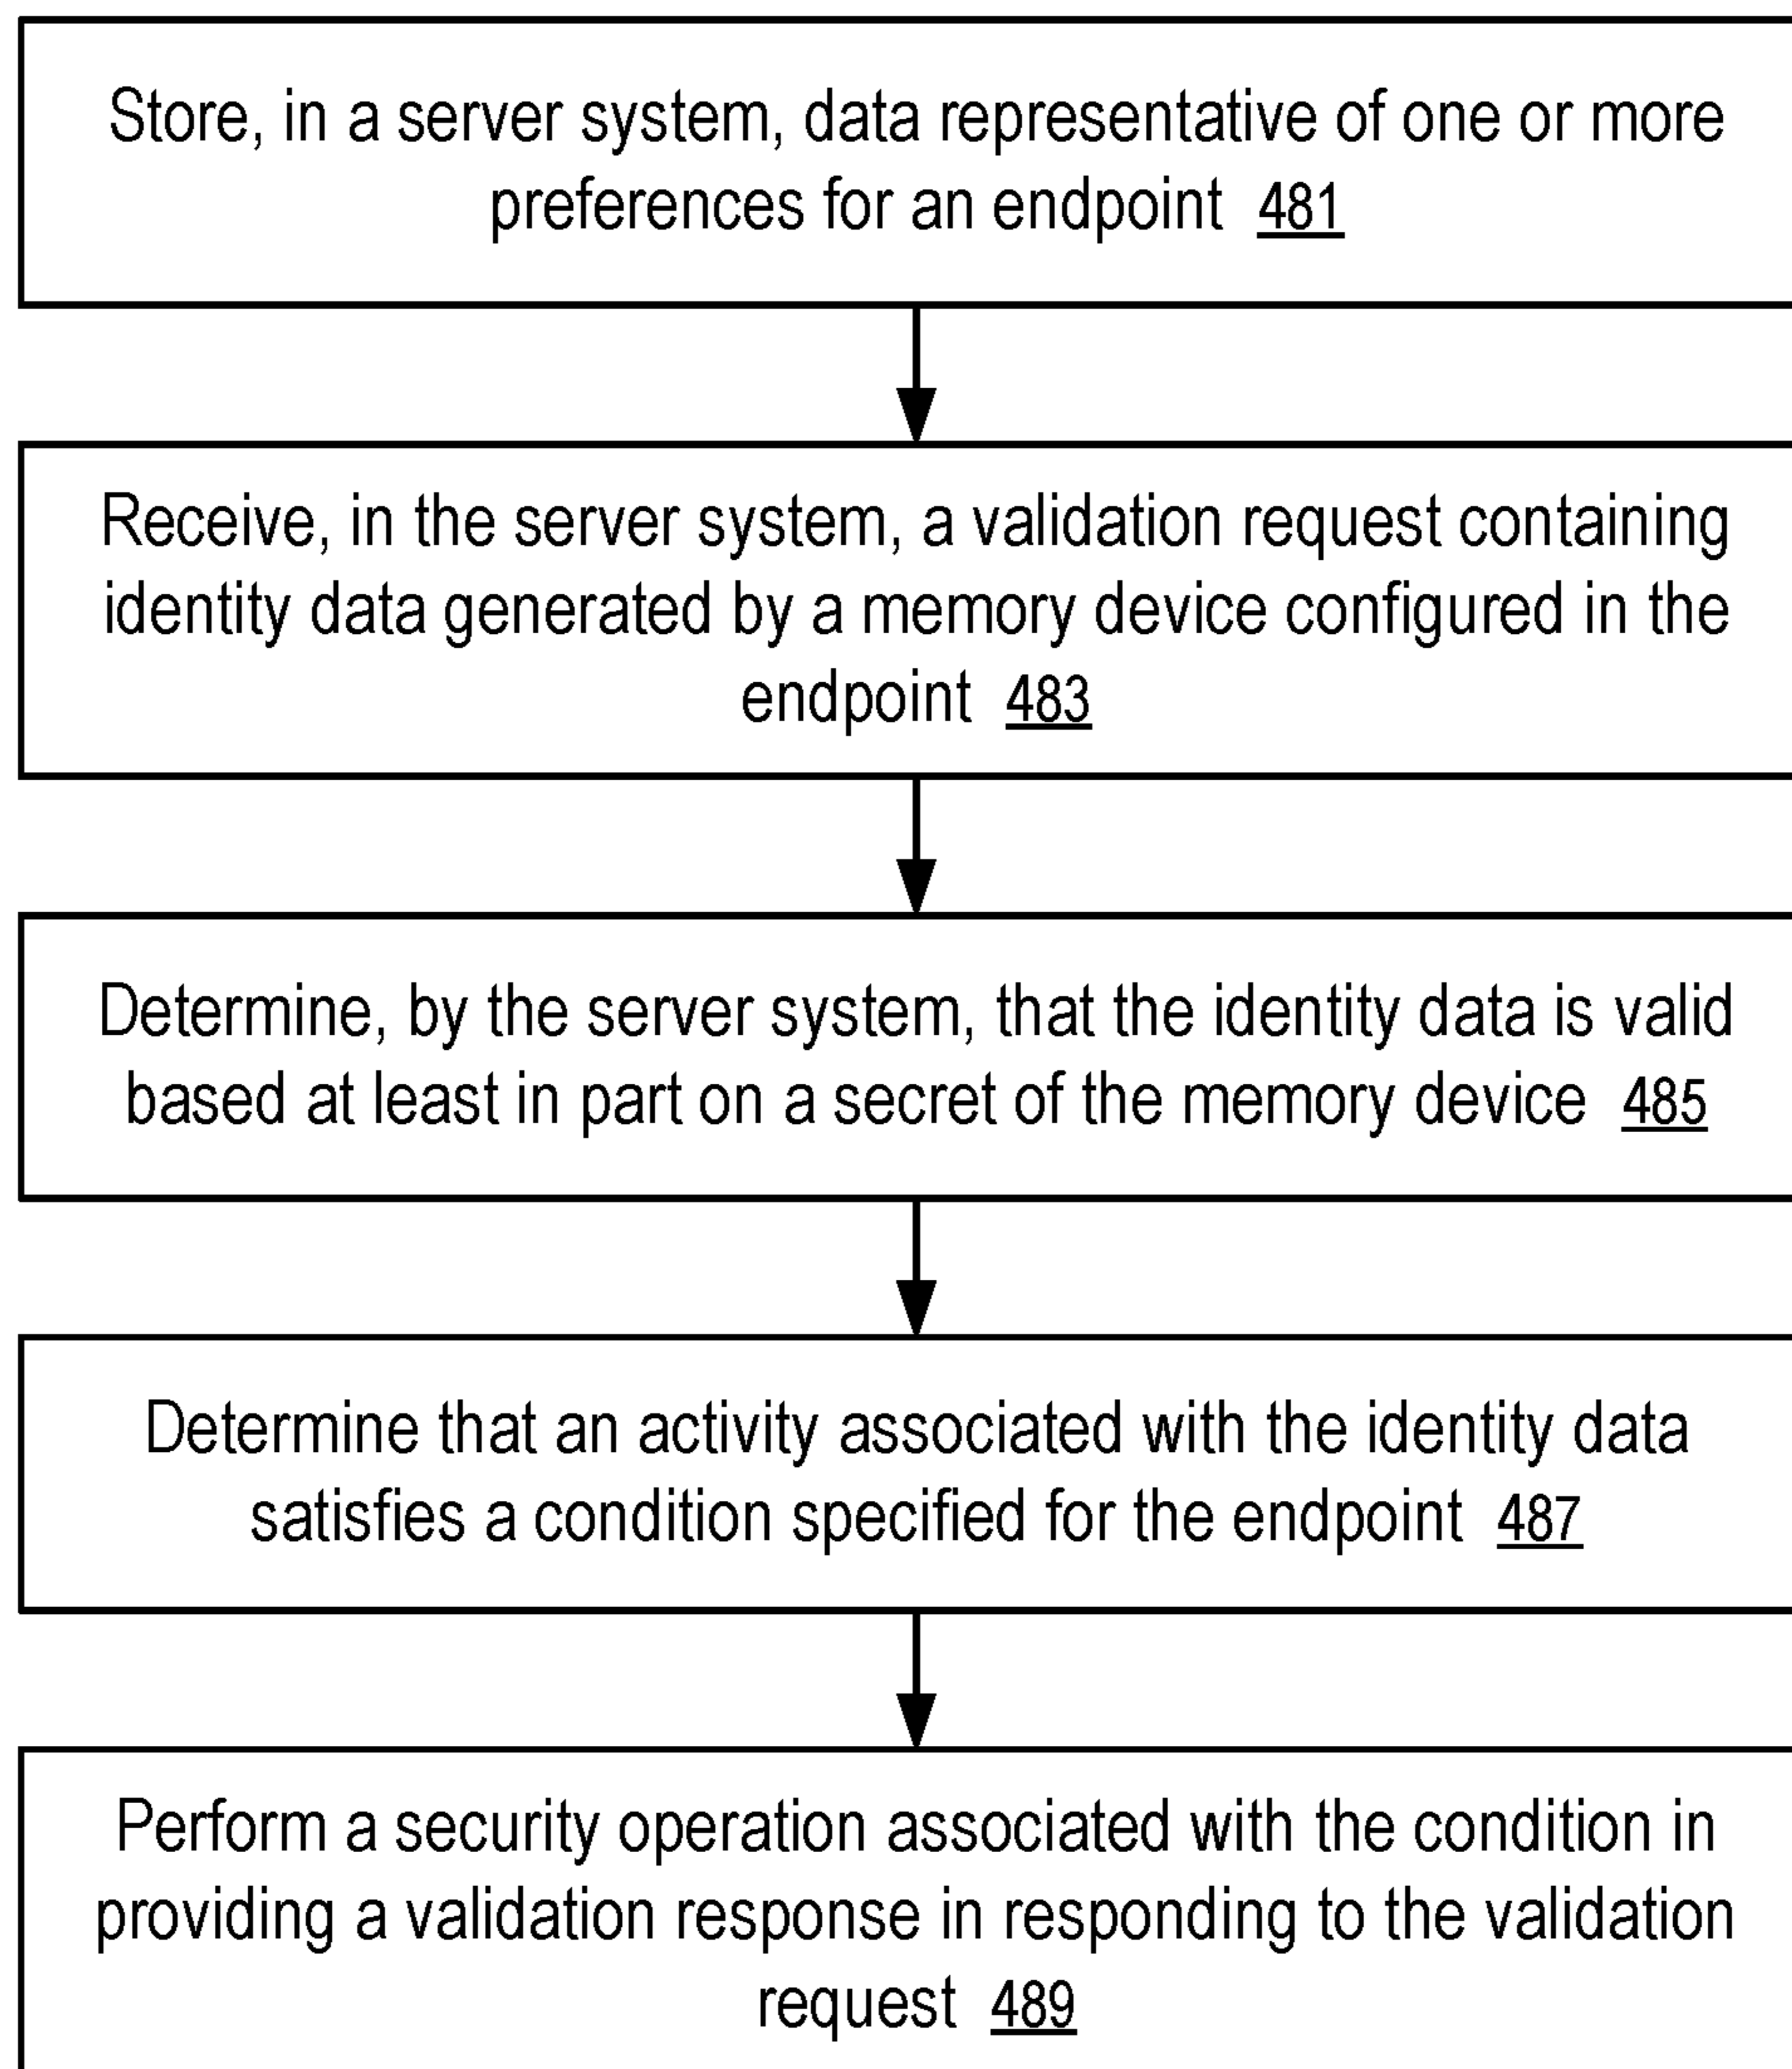 Store, in a server system, data representative of one or more
preferences for an endpoint 481
Receive, in the server system, a validation request containing
identity data generated by a memory device configured in the
endpoint 483
Determine, by the server system, that the identity data is valid
based at least in part on a secret of the memory device 485
Determine that an activity associated with the identity data
satisfies a condition specified for the endpoint 487
Perform a security operation associated with the condition in
providing a validation response in responding to the validation
request 489